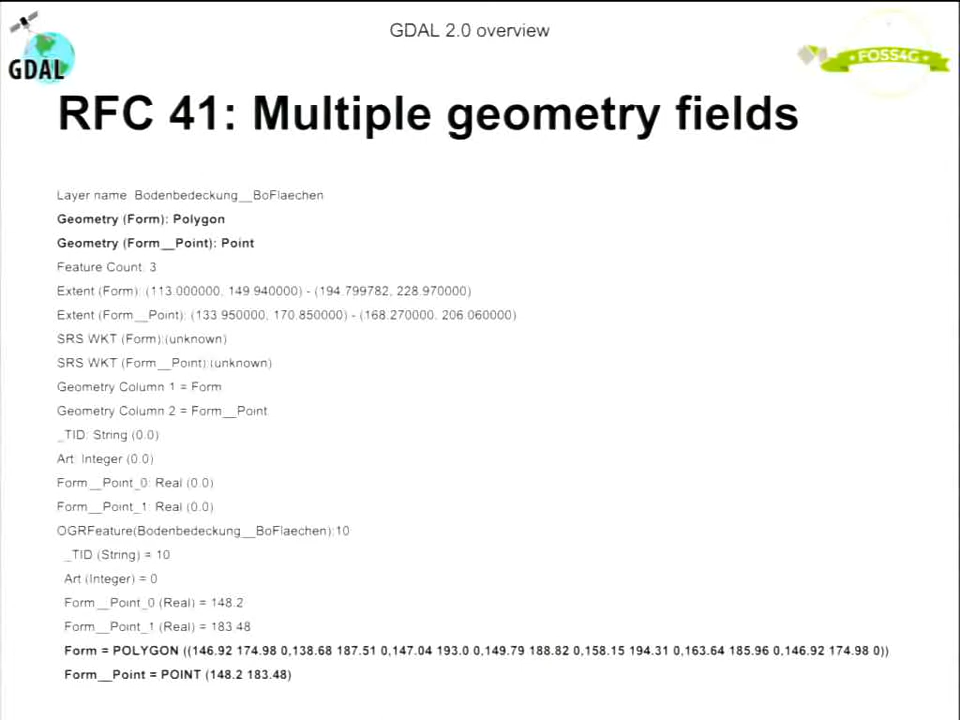 GDAL 2.0 overview
GDAL
FOSS4G
RFC 41: Multiple geometry fields
Layer name Bodenbedeckung__BoFlaechen
Geometry (Form): Polygon
Geometry (Form__Point): Point
Feature Count: 3
Extent (Form): (113.000000, 149.940000) - (194.799782, 228.970000)
Extent (Form__Point): (133.950000, 170.850000) - (168.270000, 206.060000)
SRS WKT (Form):(unknown)
SRS WKT (Form__Point):(unknown)
Geometry Column 1 = Form
Geometry Column 2 = Form__Point
_TID: String (0.0)
Art: Integer (0.0)
Form__Point_0: Real (0.0)
Form__Point_1: Real (0.0)
OGRFeature(Bodenbedeckung__BoFlaechen):10
_TID (String) = 10
Art (Integer) = 0
Form__Point_0 (Real) = 148.2
Form__Point_1 (Real) = 183.48
Form = POLYGON ((146.92 174.98 0,138.68 187.51 0,147.04 193.0 0,149.79 188.82 0,158.15 194.31 0,163.64 185.96 0,146.92 174.98 0))
Form__Point = POINT (148.2 183.48)